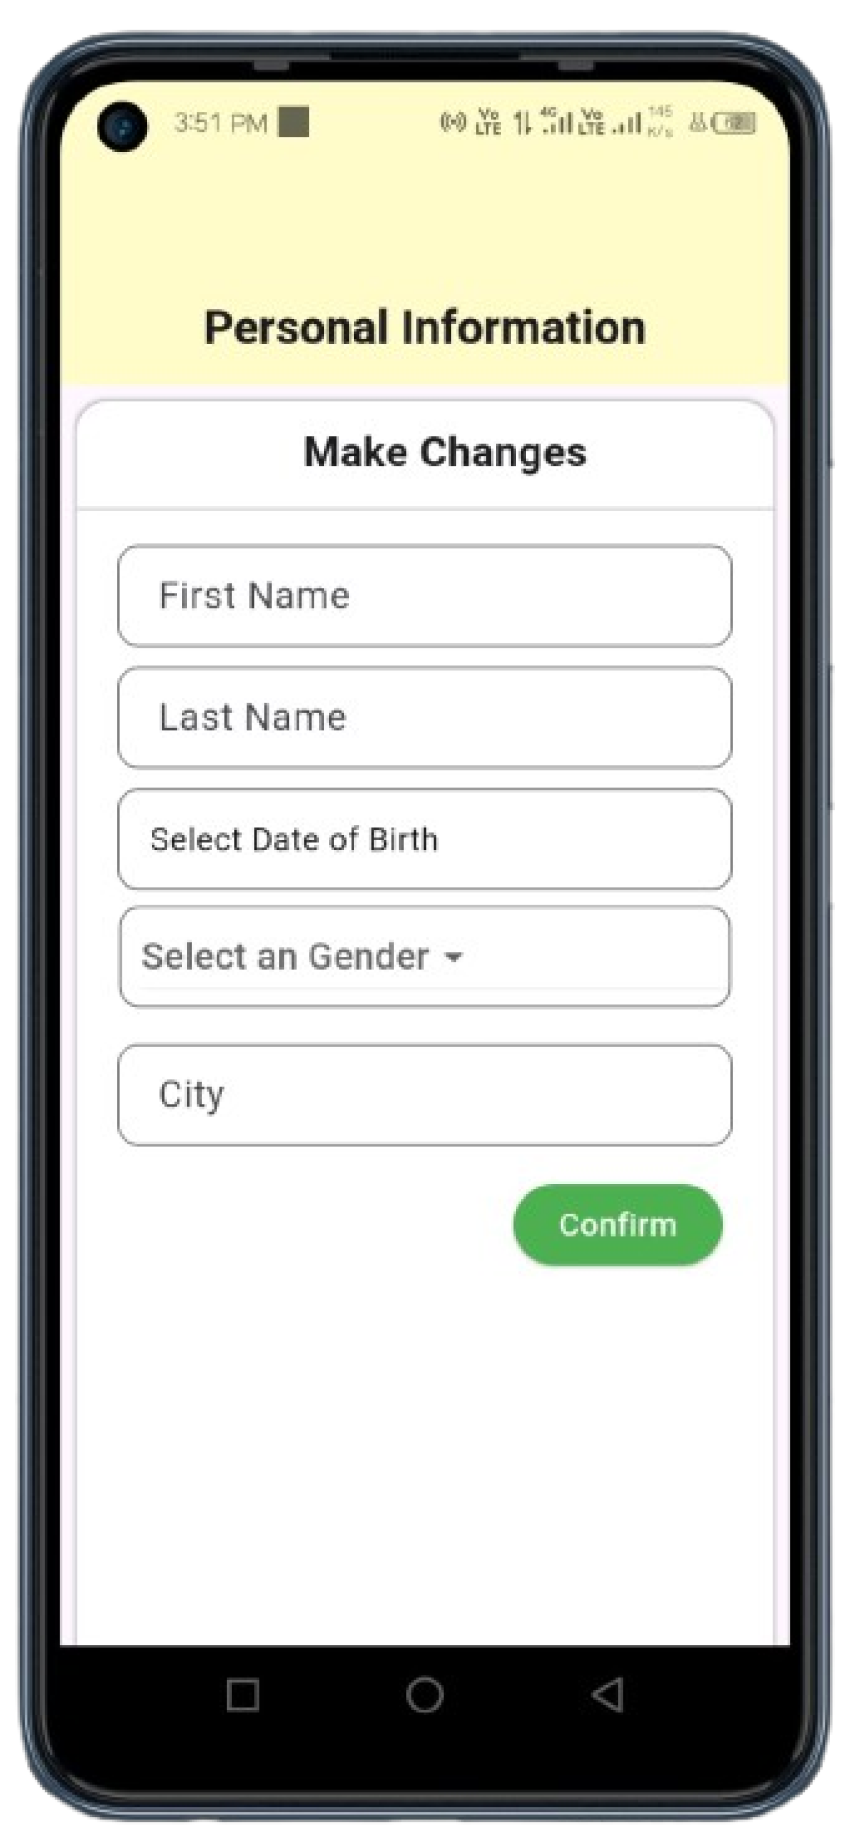 3:51 PM Vo LTE 4G Vo LTE 145 K/s
Personal Information
Make Changes
First Name
Last Name
Select Date of Birth
Select an Gender
City
Confirm